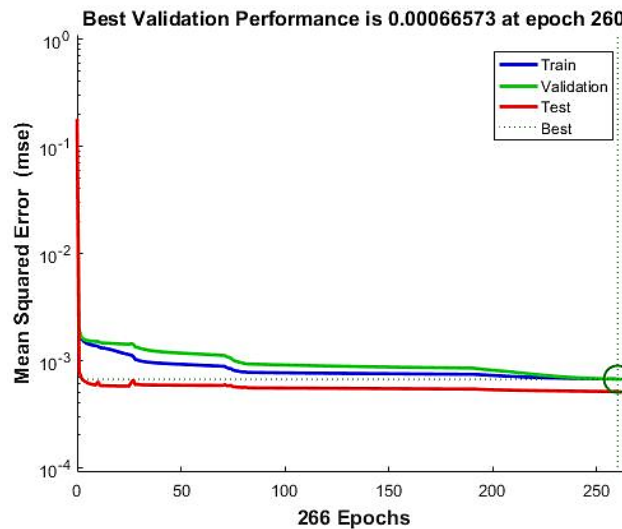 Best Validation Performance is 0.00066573 at epoch 260
Train
Validation
Test
Best
Mean Squared Error (mse)
10^0
10^-1
10^-2
10^-3
10^-4
0 50 100 150 200 250
266 Epochs